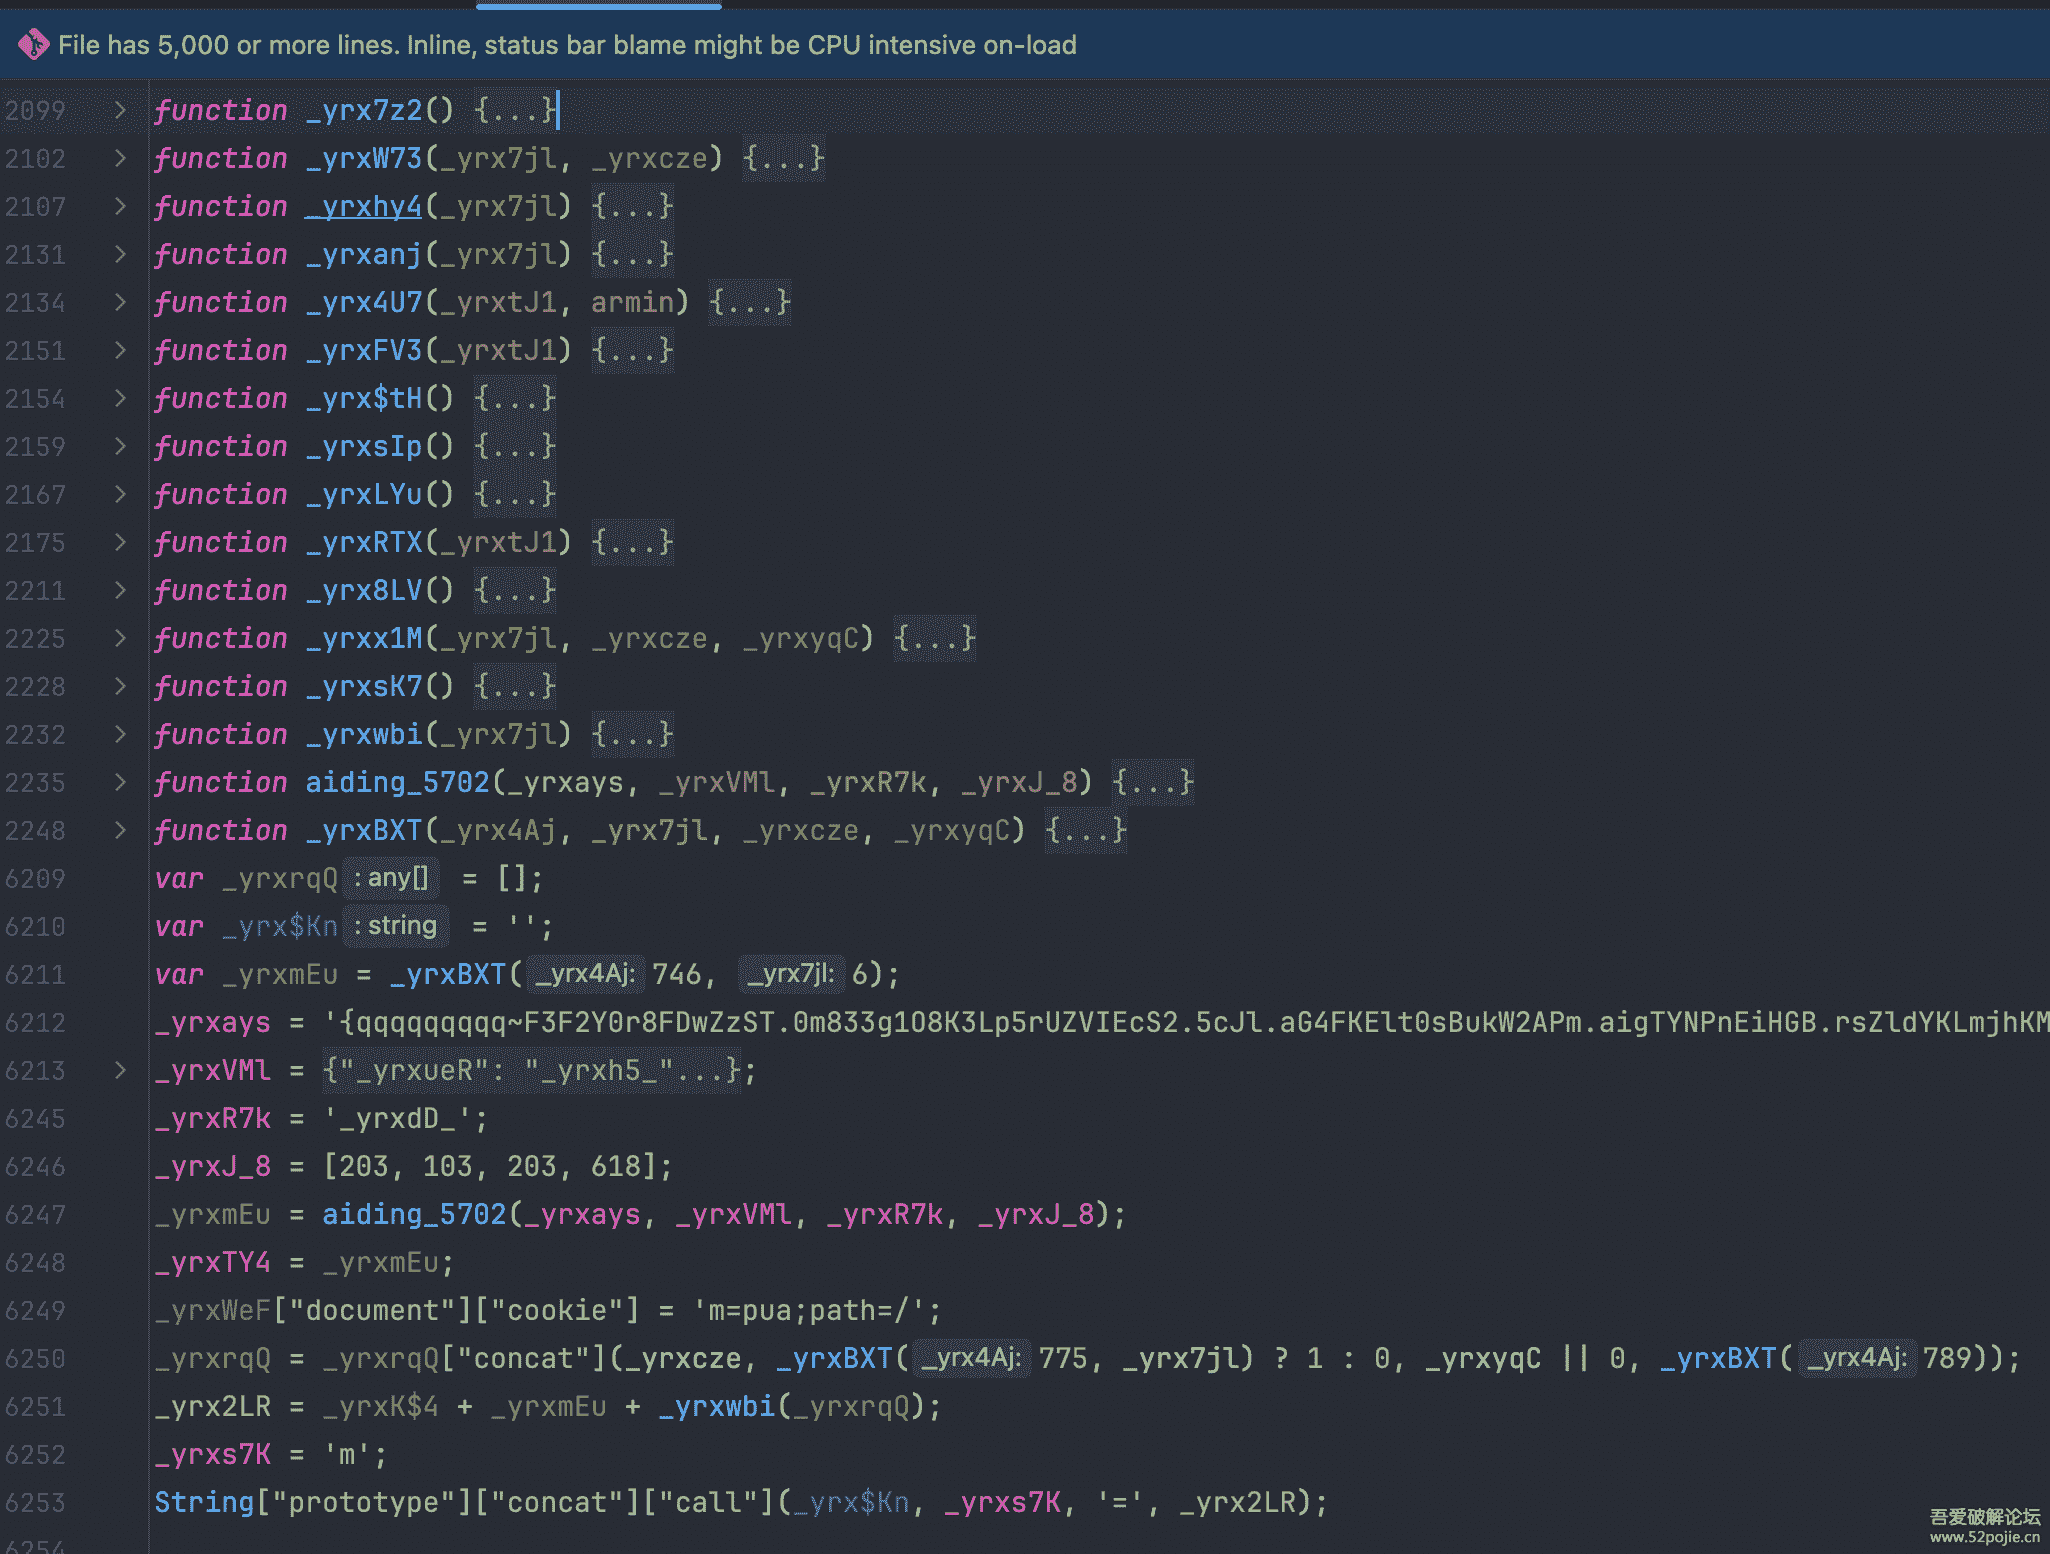 File has 5,000 or more lines. Inline, status bar blame might be CPU intensive on-load
2099 function _yrx7z2() {...}
2102 function _yrxW73(_yrx7jl, _yrxcze) {...}
2107 function _yrxhy4(_yrx7jl) {...}
2131 function _yrxanj(_yrx7jl) {...}
2134 function _yrx4U7(_yrxtJ1, armin) {...}
2151 function _yrxFV3(_yrxtJ1) {...}
2154 function _yrx$tH() {...}
2159 function _yrxsIp() {...}
2167 function _yrxLYu() {...}
2175 function _yrxRTX(_yrxtJ1) {...}
2211 function _yrx8LV() {...}
2225 function _yrxx1M(_yrx7jl, _yrxcze, _yrxyqC) {...}
2228 function _yrxsK7() {...}
2232 function _yrxwbi(_yrx7jl) {...}
2235 function aiding_5702(_yrxays, _yrxVMl, _yrxR7k, _yrxJ_8) {...}
2248 function _yrxBXT(_yrx4Aj, _yrx7jl, _yrxcze, _yrxyqC) {...}
6209 var _yrxrqQ : any[] = [];
6210 var _yrx$Kn : string = '';
6211 var _yrxmEu = _yrxBXT( _yrx4Aj: 746, _yrx7jl: 6);
6212 _yrxays = '{qqqqqqqqq~F3F2Y0r8FDwZzST.0m833g1O8K3Lp5rUZVIEcS2.5cJl.aG4FKElt0sBukW2APm.aigTYNPnEiHGB.rsZldYKLmjhKM
6213 _yrxVMl = {"_yrxueR": "_yrxh5_"...};
6245 _yrxR7k = '_yrxdD_';
6246 _yrxJ_8 = [203, 103, 203, 618];
6247 _yrxmEu = aiding_5702(_yrxays, _yrxVMl, _yrxR7k, _yrxJ_8);
6248 _yrxTY4 = _yrxmEu;
6249 _yrxWeF["document"]["cookie"] = 'm=pua;path=/';
6250 _yrxrqQ = _yrxrqQ["concat"](_yrxcze, _yrxBXT( _yrx4Aj: 775, _yrx7jl) ? 1 : 0, _yrxyqC || 0, _yrxBXT( _yrx4Aj: 789));
6251 _yrx2LR = _yrxK$4 + _yrxmEu + _yrxwbi(_yrxrqQ);
6252 _yrxs7K = 'm';
6253 String["prototype"]["concat"]["call"](_yrx$Kn, _yrxs7K, '=', _yrx2LR);
6254
吾爱破解论坛
www.52pojie.cn